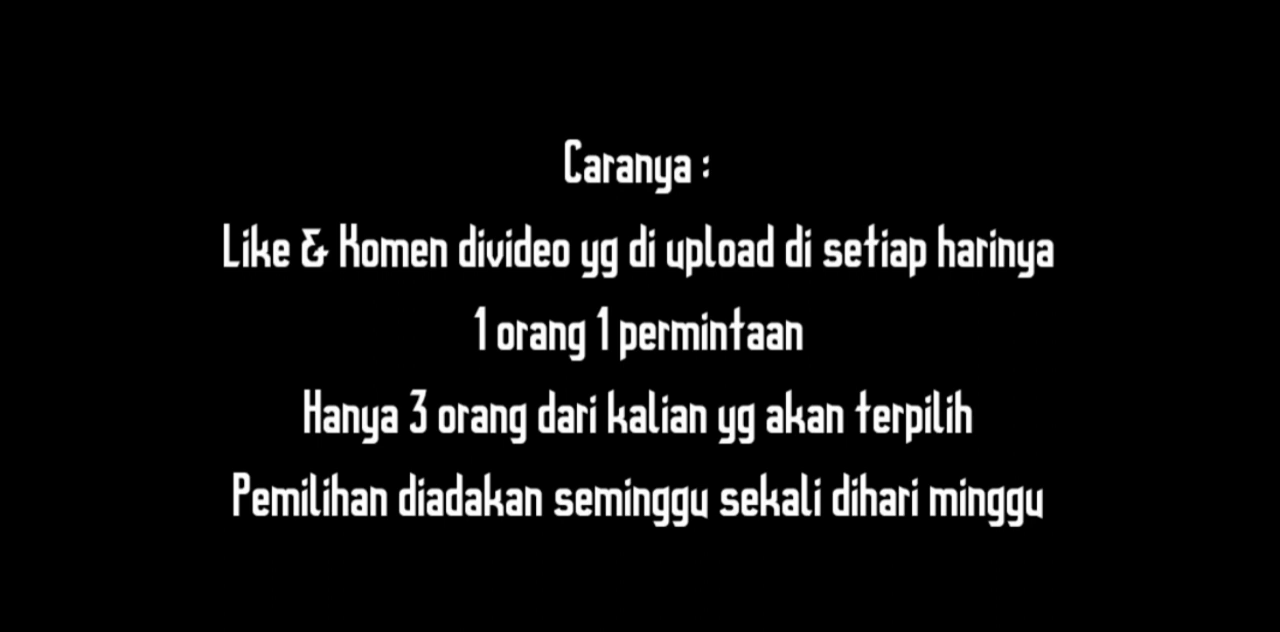 Caranya :
Like & Komen divideo yg di upload di setiap harinya
1 orang 1 permintaan
Hanya 3 orang dari kalian yg akan terpilih
Pemilihan diadakan seminggu sekali dihari minggu